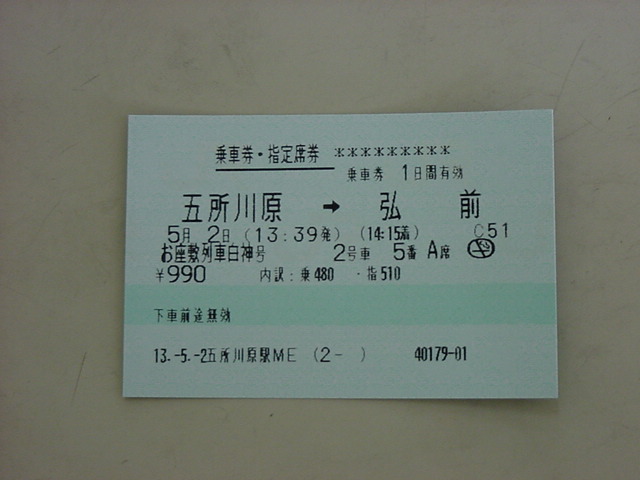 乗車券・指定席券 *********
乗車券 1日間有効
五所川原 → 弘 前
5月 2日 (13:39発) (14:15着) C51
お座敷列車白神号 2号車 5番 A席
¥990 内訳:乗480 ・指510
下車前途無効
13.-5.-2五所川原駅ME (2- ) 40179-01